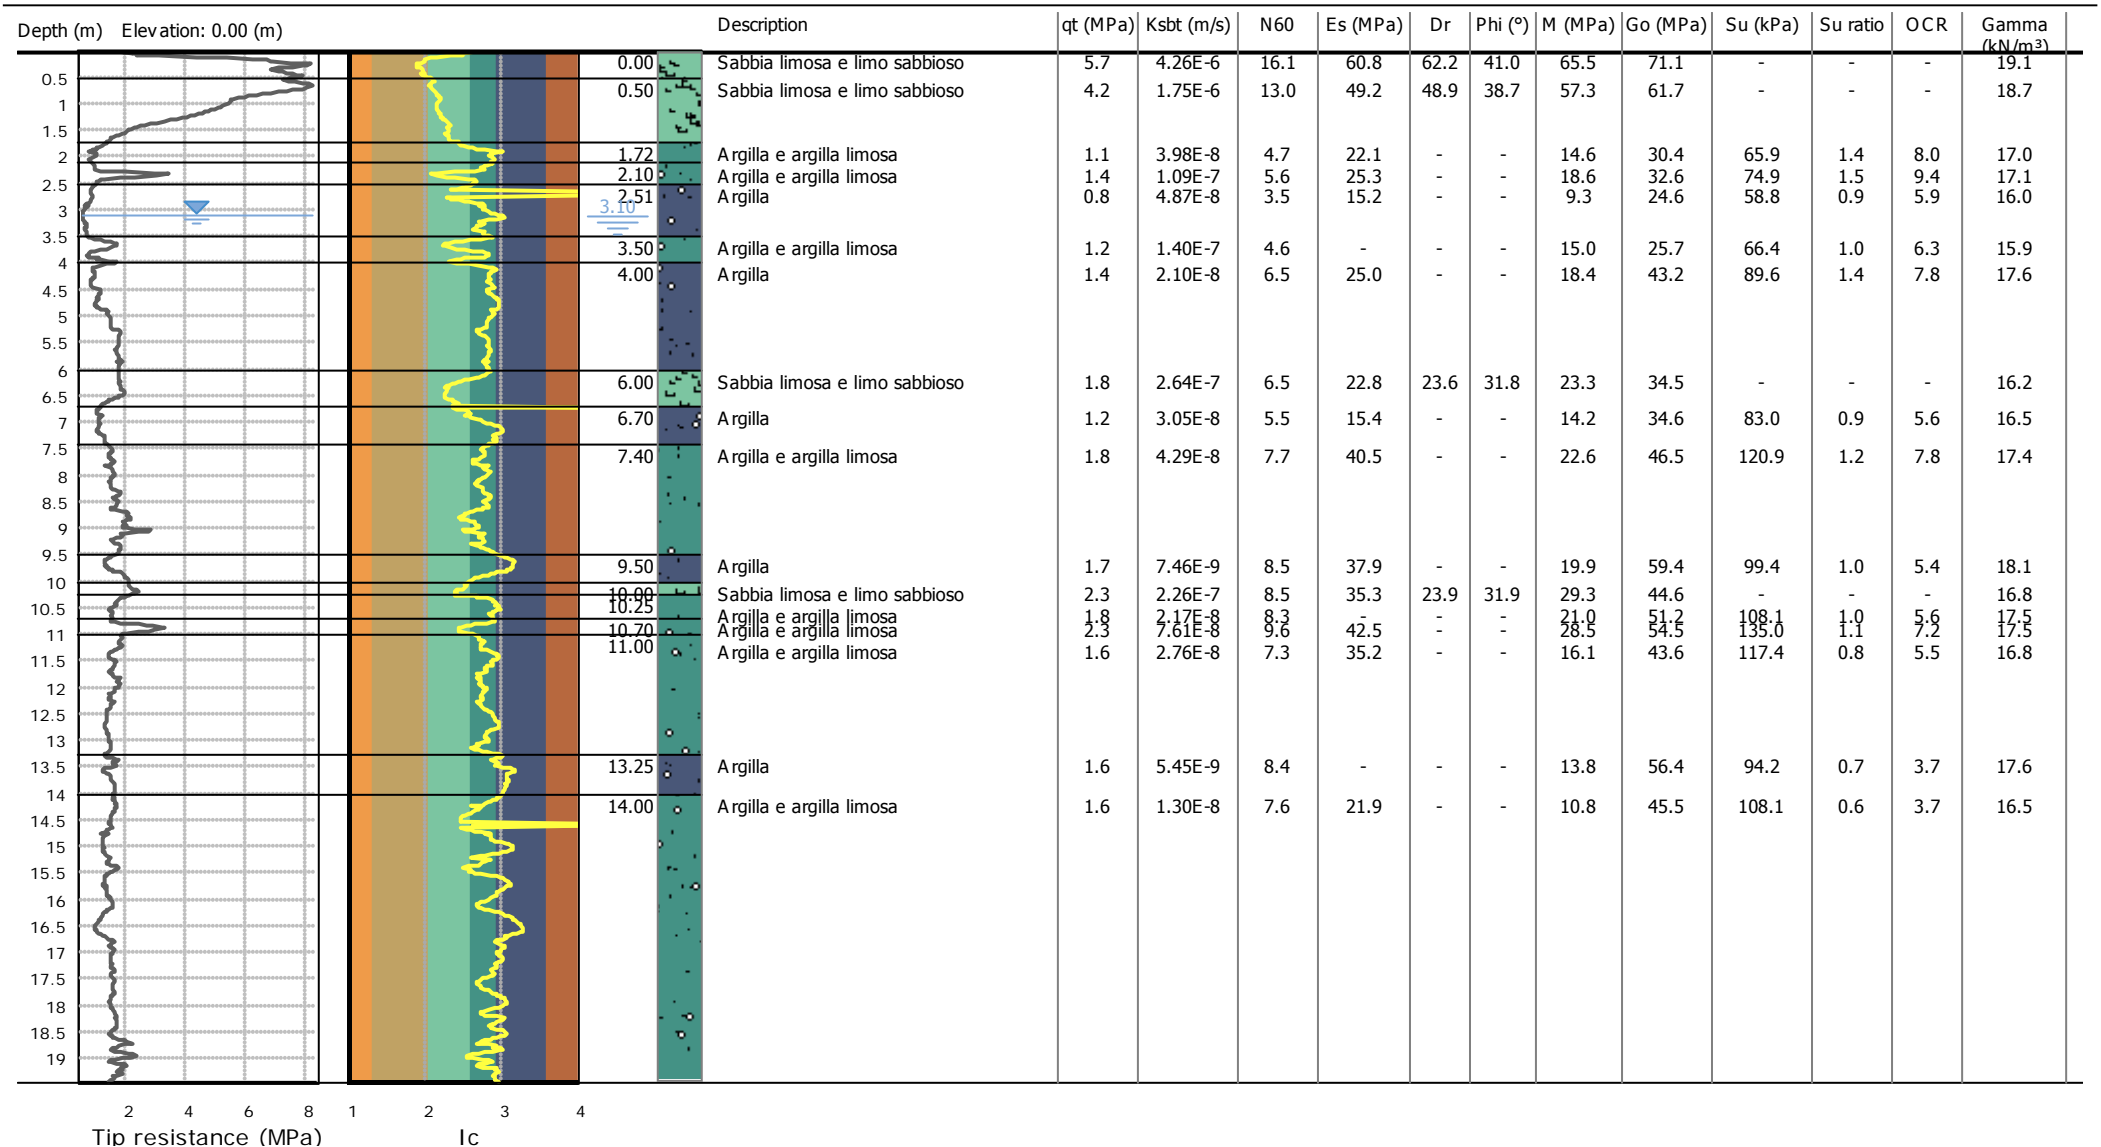 Depth (m) Elevation: 0.00 (m) Description qt (MPa) Ksbt (m/s) N60 Es (MPa) Dr Phi (°) M (MPa) Go (MPa) Su (kPa) Su ratio OCR Gamma (kN/m³)
0.00 Sabbia limosa e limo sabbioso 5.7 4.26E-6 16.1 60.8 62.2 41.0 65.5 71.1 - - - 19.1
0.5
0.50 Sabbia limosa e limo sabbioso 4.2 1.75E-6 13.0 49.2 48.9 38.7 57.3 61.7 - - - 18.7
1
1.5
1.72 Argilla e argilla limosa 1.1 3.98E-8 4.7 22.1 - - 14.6 30.4 65.9 1.4 8.0 17.0
2
2.10 Argilla e argilla limosa 1.4 1.09E-7 5.6 25.3 - - 18.6 32.6 74.9 1.5 9.4 17.1
2.5
2.51 Argilla 0.8 4.87E-8 3.5 15.2 - - 9.3 24.6 58.8 0.9 5.9 16.0
3 3.10
3.5
3.50 Argilla e argilla limosa 1.2 1.40E-7 4.6 - - - 15.0 25.7 66.4 1.0 6.3 15.9
4
4.00 Argilla 1.4 2.10E-8 6.5 25.0 - - 18.4 43.2 89.6 1.4 7.8 17.6
4.5
5
5.5
6
6.00 Sabbia limosa e limo sabbioso 1.8 2.64E-7 6.5 22.8 23.6 31.8 23.3 34.5 - - - 16.2
6.5
6.70 Argilla 1.2 3.05E-8 5.5 15.4 - - 14.2 34.6 83.0 0.9 5.6 16.5
7
7.5
7.40 Argilla e argilla limosa 1.8 4.29E-8 7.7 40.5 - - 22.6 46.5 120.9 1.2 7.8 17.4
8
8.5
9
9.5
9.50 Argilla 1.7 7.46E-9 8.5 37.9 - - 19.9 59.4 99.4 1.0 5.4 18.1
10
10.00 Sabbia limosa e limo sabbioso 2.3 2.26E-7 8.5 35.3 23.9 31.9 29.3 44.6 - - - 16.8
10.5
10.25 Argilla e argilla limosa 1.8 2.17E-8 8.3 - - - 21.0 51.2 108.1 1.0 5.6 17.5
11
10.70 Argilla e argilla limosa 2.3 7.61E-8 9.6 42.5 - - 28.5 54.5 135.0 1.1 7.2 17.5
11.00 Argilla e argilla limosa 1.6 2.76E-8 7.3 35.2 - - 16.1 43.6 117.4 0.8 5.5 16.8
11.5
12
12.5
13
13.5
13.25 Argilla 1.6 5.45E-9 8.4 - - - 13.8 56.4 94.2 0.7 3.7 17.6
14
14.00 Argilla e argilla limosa 1.6 1.30E-8 7.6 21.9 - - 10.8 45.5 108.1 0.6 3.7 16.5
14.5
15
15.5
16
16.5
17
17.5
18
18.5
19
2 4 6 8 1 2 3 4
Tip resistance (MPa) Ic